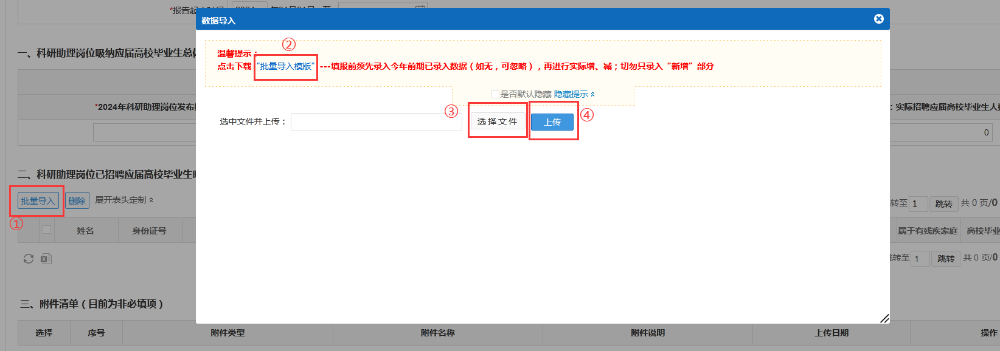 *报告起
2024
年01月01日
至
数据导入
②
温馨提示：
点击下载“批量导入模版” ---填报前须先录入今年前期已录入数据（如无，可忽略），再进行实际增、减；切勿只录入“新增”部分
一、科研助理岗位吸纳应届高校毕业生总
是否默认隐藏 隐藏提示
*2024年科研助理岗位发布
③
④
：实际招聘应届高校毕业生人
选中文件并上传：
选择文件
上传
0
二、科研助理岗位已招聘应届高校毕业生
批量导入 删除 展开表头定制
转至 1 跳转 共 0 页/0
①
姓名 身份证号
属于有残疾家庭 高校毕业
转至 1 跳转 共 0 页/0
三、附件清单（目前为非必填项）
选择 序号 附件类型 附件名称 附件说明 上传日期 操作